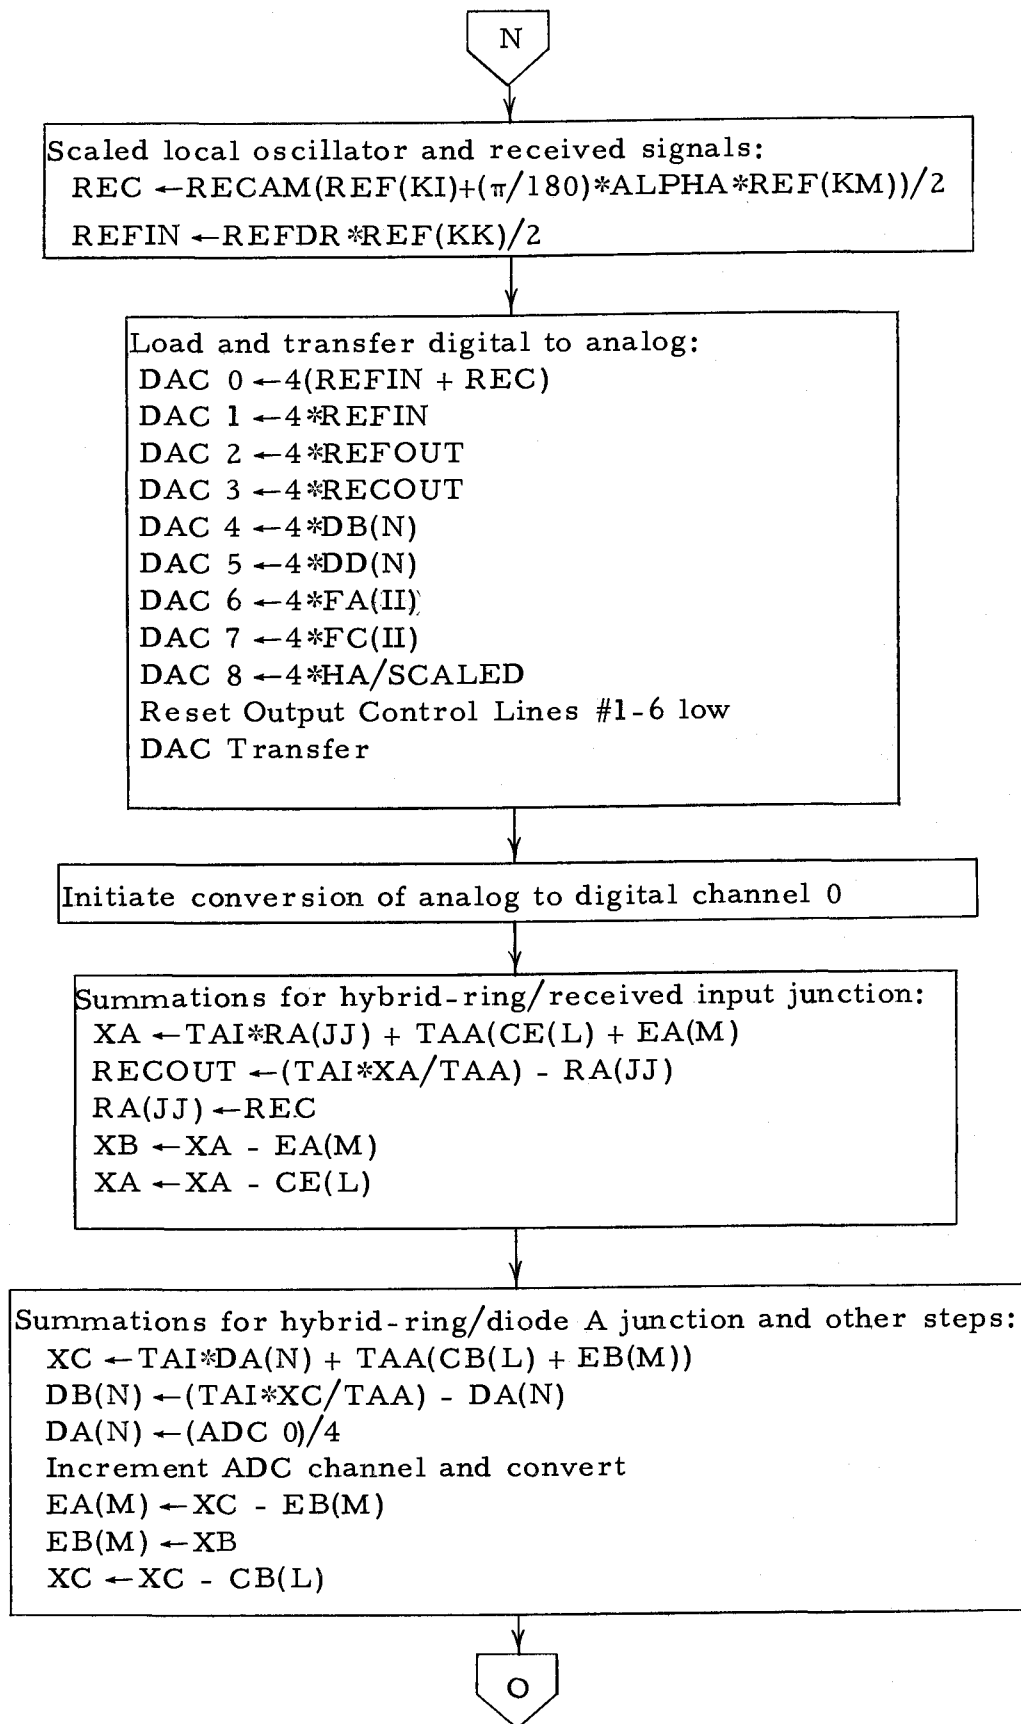 N
Scaled local oscillator and received signals:
REC ←RECAM(REF(KI)+(π/180)*ALPHA*REF(KM))/2
REFIN ←REFDR*REF(KK)/2
Load and transfer digital to analog:
DAC 0 ←4(REFIN + REC)
DAC 1 ←4*REFIN
DAC 2 ←4*REFOUT
DAC 3 ←4*RECOUT
DAC 4 ←4*DB(N)
DAC 5 ←4*DD(N)
DAC 6 ←4*FA(II)
DAC 7 ←4*FC(II)
DAC 8 ←4*HA/SCALED
Reset Output Control Lines #1-6 low
DAC Transfer
Initiate conversion of analog to digital channel 0
Summations for hybrid-ring/received input junction:
XA ←TAI*RA(JJ) + TAA(CE(L) + EA(M)
RECOUT ←(TAI*XA/TAA) - RA(JJ)
RA(JJ) ←REC
XB ←XA - EA(M)
XA ←XA - CE(L)
Summations for hybrid-ring/diode A junction and other steps:
XC ←TAI*DA(N) + TAA(CB(L) + EB(M))
DB(N) ←(TAI*XC/TAA) - DA(N)
DA(N) ←(ADC 0)/4
Increment ADC channel and convert
EA(M) ←XC - EB(M)
EB(M) ←XB
XC ←XC - CB(L)
O